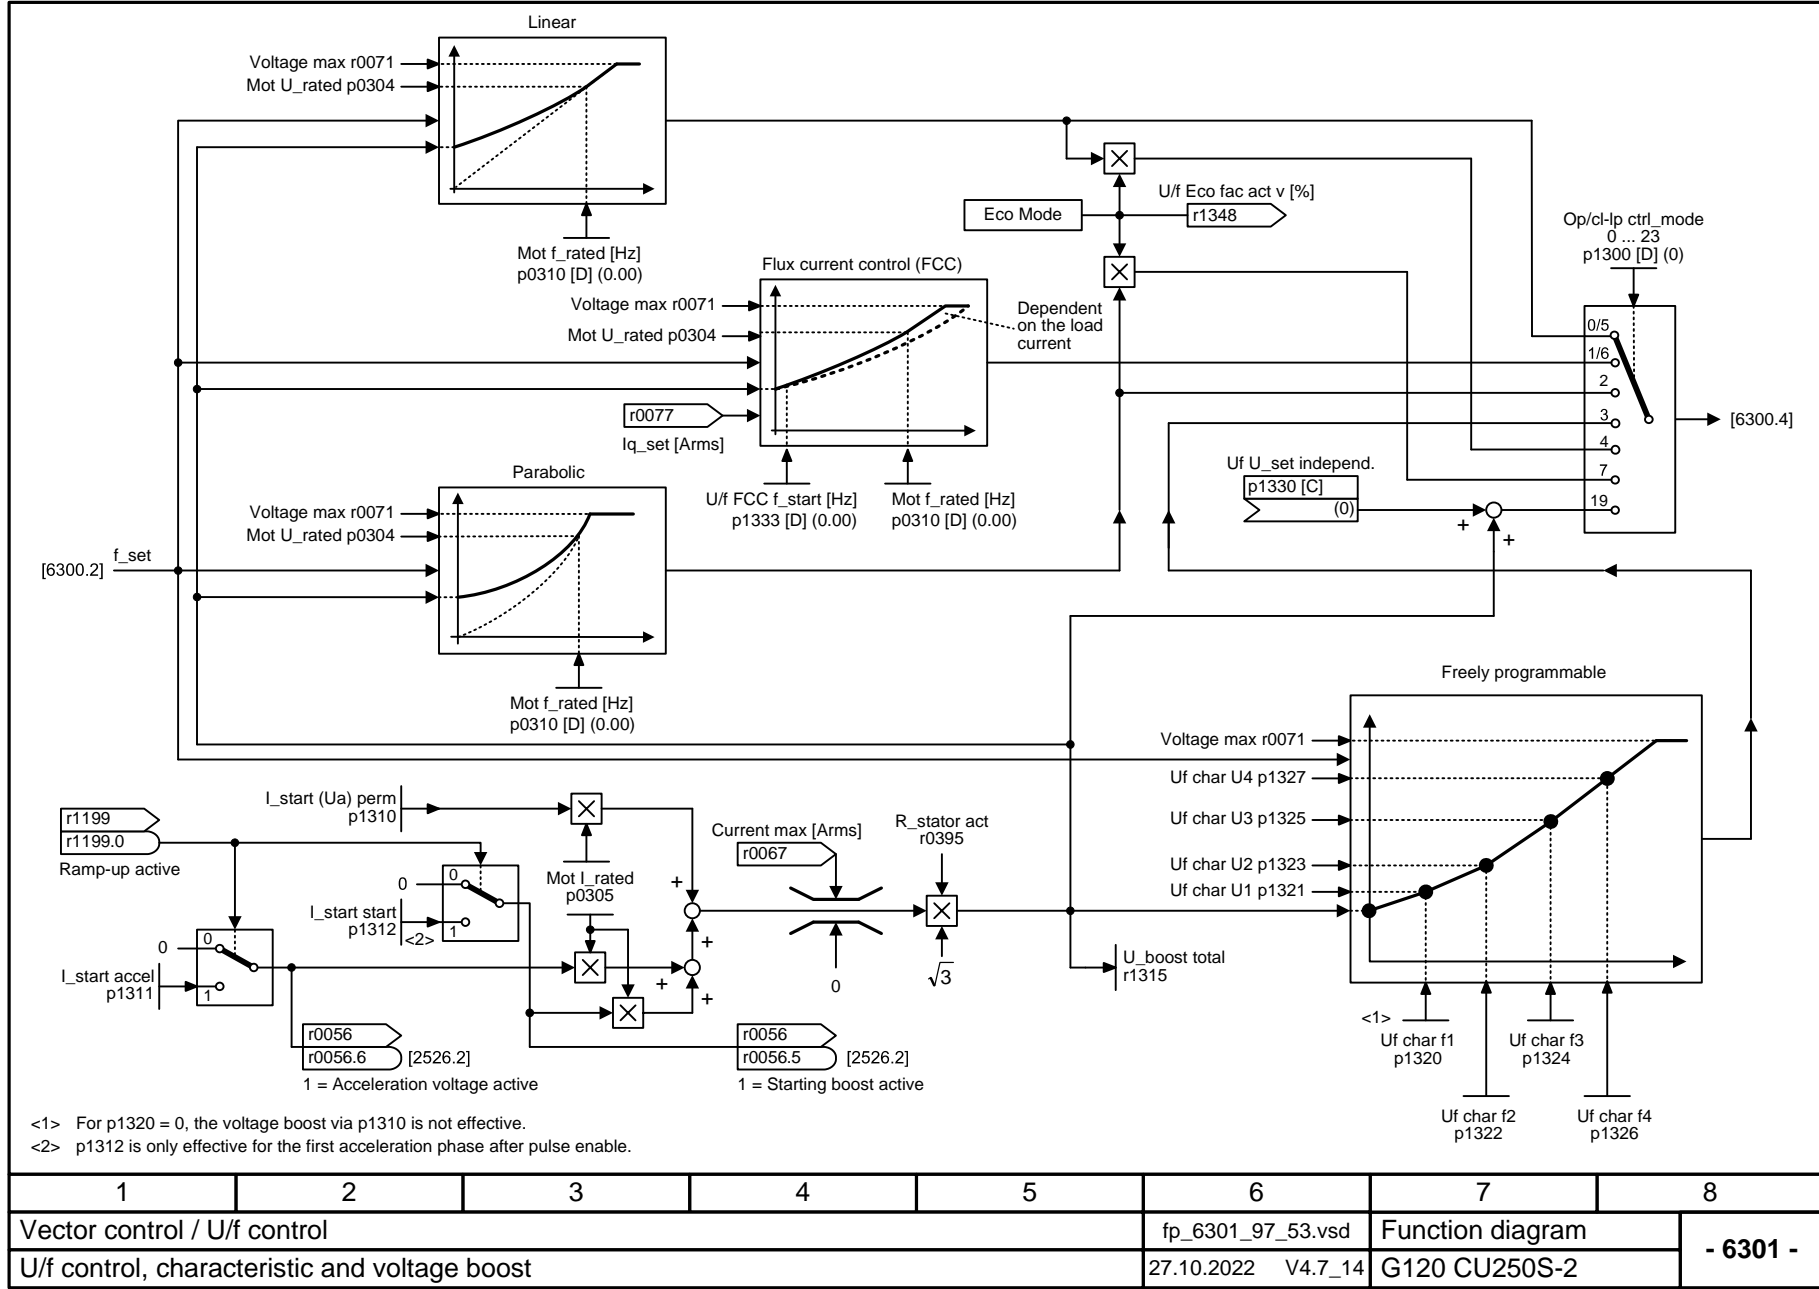 Linear
Voltage max r0071
Mot U_rated p0304
Mot f_rated [Hz]
p0310 [D] (0.00)
Eco Mode
U/f Eco fac act v [%]
r1348
Op/cl-lp ctrl_mode
0 ... 23
p1300 [D] (0)
Flux current control (FCC)
Voltage max r0071
Mot U_rated p0304
Dependent
on the load
current
r0077
Iq_set [Arms]
U/f FCC f_start [Hz]
p1333 [D] (0.00)
Mot f_rated [Hz]
p0310 [D] (0.00)
0/5
1/6
2
3
4
7
19
[6300.4]
Uf U_set independ.
p1330 [C]
(0)
+
+
Parabolic
Voltage max r0071
Mot U_rated p0304
[6300.2]
f_set
Mot f_rated [Hz]
p0310 [D] (0.00)
Freely programmable
Voltage max r0071
Uf char U4 p1327
Uf char U3 p1325
Uf char U2 p1323
Uf char U1 p1321
<1>
Uf char f1
p1320
Uf char f3
p1324
Uf char f2
p1322
Uf char f4
p1326
I_start (Ua) perm
p1310
r1199
r1199.0
Ramp-up active
0
0
I_start start
p1312
<2>
1
0
0
I_start accel
p1311
1
Mot I_rated
p0305
+
+
+
+
Current max [Arms]
r0067
0
R_stator act
r0395
√3
U_boost total
r1315
r0056
r0056.6
[2526.2]
1 = Acceleration voltage active
r0056
r0056.5
[2526.2]
1 = Starting boost active
<1> For p1320 = 0, the voltage boost via p1310 is not effective.
<2> p1312 is only effective for the first acceleration phase after pulse enable.
1 2 3 4 5 6 7 8
Vector control / U/f control
fp_6301_97_53.vsd
Function diagram
- 6301 -
U/f control, characteristic and voltage boost
27.10.2022 V4.7_14
G120 CU250S-2